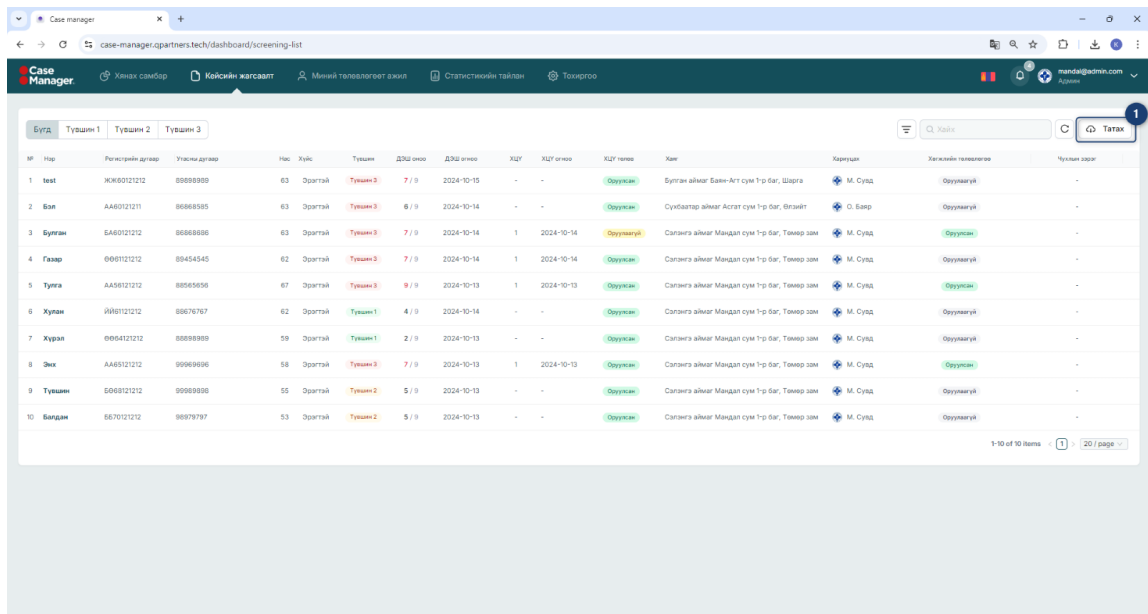 Case manager
case-manager.qpartners.tech/dashboard/screening-list
K
Case Manager. Хянах самбар Кейсийн жагсаалт Миний төлөвлөгөөт ажил Статистикийн тайлан Тохиргоо 4 mandal@admin.com Админ
1
Бүгд Түвшин 1 Түвшин 2 Түвшин 3 Хайх Татах
№ Нэр Регистрийн дугаар Утасны дугаар Нас Хүйс Түвшин ДЭШ оноо ДЭШ огноо ХЦҮ ХЦҮ огноо ХЦҮ төлөв Хаяг Хариуцах Хөгжлийн төлөвлөгөө Чухлын зэрэг
1 test ЖЖ60121212 89898989 63 Эрэгтэй Түвшин 3 7 / 9 2024-10-15 - - Оруулсан Булган аймаг Баян-Агт сум 1-р баг, Шарга М. Сувд Оруулаагүй -
2 Бэл АА60121211 86868585 63 Эрэгтэй Түвшин 3 6 / 9 2024-10-14 - - Оруулсан Сүхбаатар аймаг Асгат сум 1-р баг, Өлзийт О. Баяр Оруулаагүй -
3 Булган БА60121212 86868686 63 Эрэгтэй Түвшин 3 7 / 9 2024-10-14 1 2024-10-14 Оруулаагүй Сэлэнгэ аймаг Мандал сум 1-р баг, Төмөр зам М. Сувд Оруулсан -
4 Газар ӨӨ61121212 89454545 62 Эрэгтэй Түвшин 3 7 / 9 2024-10-14 1 2024-10-14 Оруулсан Сэлэнгэ аймаг Мандал сум 1-р баг, Төмөр зам М. Сувд Оруулаагүй -
5 Тулга АА56121212 88565656 67 Эрэгтэй Түвшин 3 9 / 9 2024-10-13 1 2024-10-13 Оруулсан Сэлэнгэ аймаг Мандал сум 1-р баг, Төмөр зам М. Сувд Оруулсан -
6 Хулан ЙЙ61121212 88676767 62 Эрэгтэй Түвшин 1 4 / 9 2024-10-14 - - Оруулсан Сэлэнгэ аймаг Мандал сум 1-р баг, Төмөр зам М. Сувд Оруулаагүй -
7 Хүрэл ӨӨ64121212 88898989 59 Эрэгтэй Түвшин 1 2 / 9 2024-10-13 - - Оруулсан Сэлэнгэ аймаг Мандал сум 1-р баг, Төмөр зам М. Сувд Оруулаагүй -
8 Энх АА65121212 99969696 58 Эрэгтэй Түвшин 3 7 / 9 2024-10-13 1 2024-10-13 Оруулсан Сэлэнгэ аймаг Мандал сум 1-р баг, Төмөр зам М. Сувд Оруулсан -
9 Түвшин БӨ68121212 99989898 55 Эрэгтэй Түвшин 2 5 / 9 2024-10-13 - - Оруулсан Сэлэнгэ аймаг Мандал сум 1-р баг, Төмөр зам М. Сувд Оруулаагүй -
10 Балдан ББ70121212 98979797 53 Эрэгтэй Түвшин 2 5 / 9 2024-10-13 - - Оруулсан Сэлэнгэ аймаг Мандал сум 1-р баг, Төмөр зам М. Сувд Оруулаагүй -
1-10 of 10 items < 1 > 20 / page